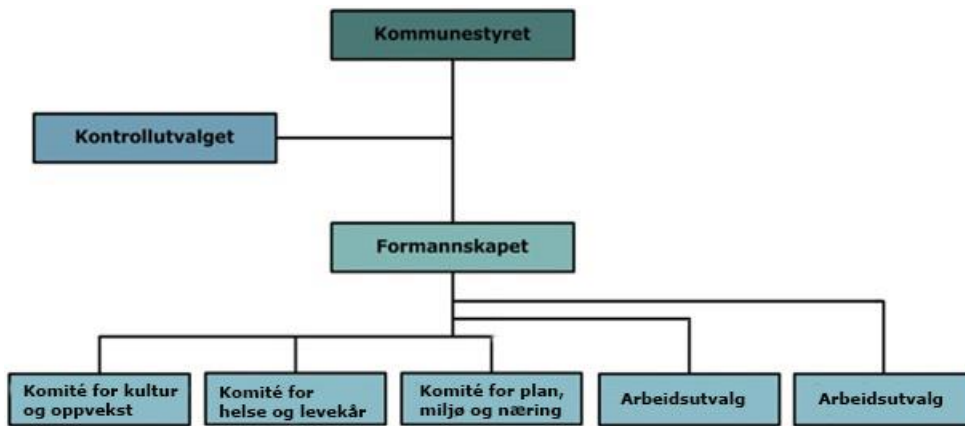 Kommunestyret
Kontrollutvalget
Formannskapet
Komité for kultur
og oppvekst
Komité for
helse og levekår
Komité for plan,
miljø og næring
Arbeidsutvalg
Arbeidsutvalg